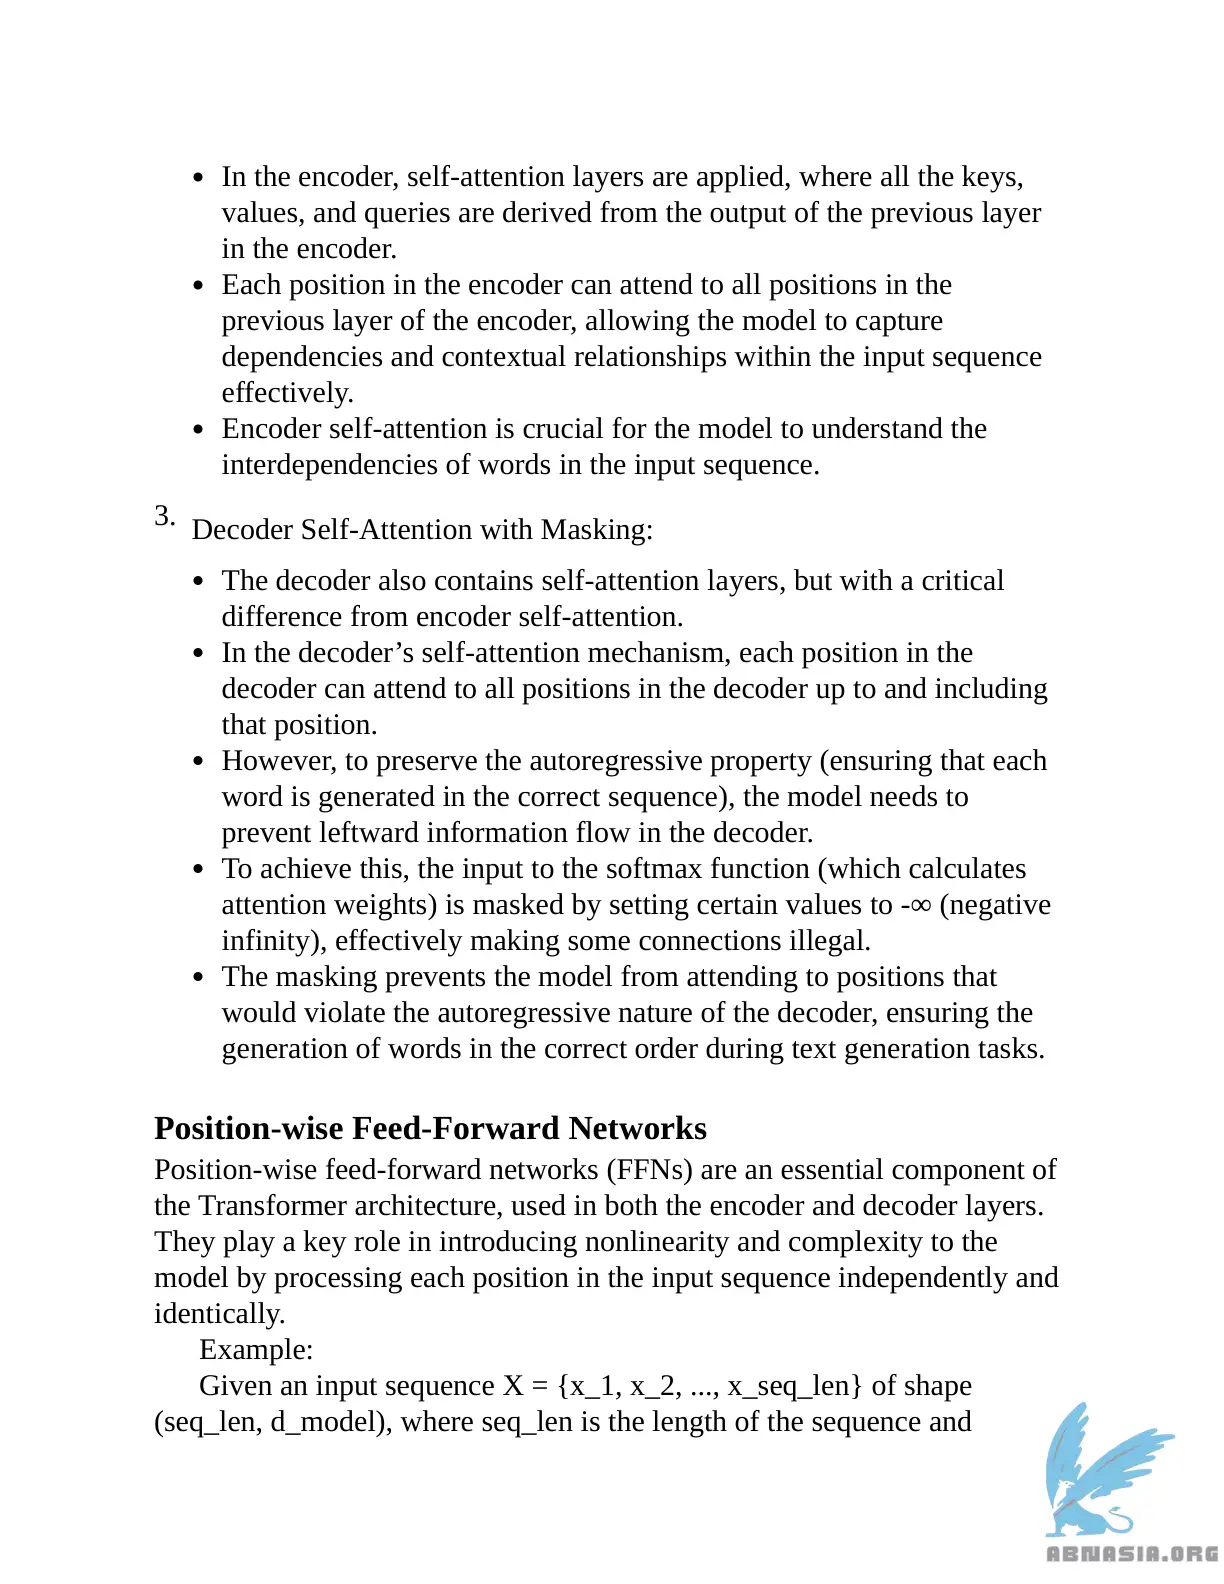 • In the encoder, self-attention layers are applied, where all the keys,
values, and queries are derived from the output of the previous layer
in the encoder.
• Each position in the encoder can attend to all positions in the
previous layer of the encoder, allowing the model to capture
dependencies and contextual relationships within the input sequence
effectively.
• Encoder self-attention is crucial for the model to understand the
interdependencies of words in the input sequence.
3. Decoder Self-Attention with Masking:
• The decoder also contains self-attention layers, but with a critical
difference from encoder self-attention.
• In the decoder’s self-attention mechanism, each position in the
decoder can attend to all positions in the decoder up to and including
that position.
• However, to preserve the autoregressive property (ensuring that each
word is generated in the correct sequence), the model needs to
prevent leftward information flow in the decoder.
• To achieve this, the input to the softmax function (which calculates
attention weights) is masked by setting certain values to -∞ (negative
infinity), effectively making some connections illegal.
• The masking prevents the model from attending to positions that
would violate the autoregressive nature of the decoder, ensuring the
generation of words in the correct order during text generation tasks.
Position-wise Feed-Forward Networks
Position-wise feed-forward networks (FFNs) are an essential component of
the Transformer architecture, used in both the encoder and decoder layers.
They play a key role in introducing nonlinearity and complexity to the
model by processing each position in the input sequence independently and
identically.
Example:
Given an input sequence X = {x_1, x_2, ..., x_seq_len} of shape
(seq_len, d_model), where seq_len is the length of the sequence and
ABNASIA.ORG